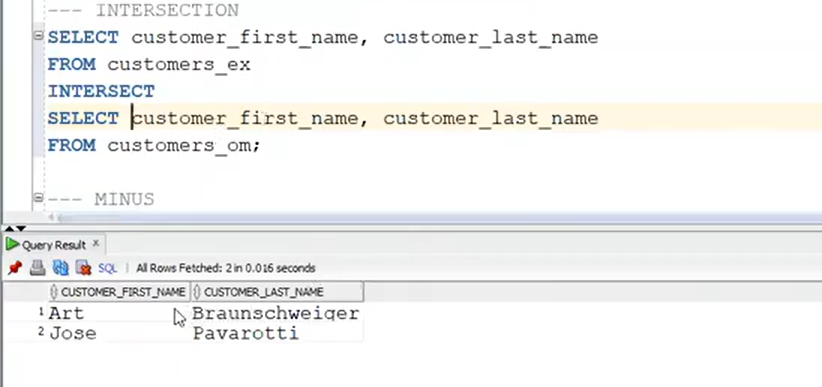 --- INTERSECTION
SELECT customer_first_name, customer_last_name
FROM customers_ex
INTERSECT
SELECT customer_first_name, customer_last_name
FROM customers_om;
--- MINUS
Query Result ×
SQL | All Rows Fetched: 2 in 0.016 seconds
CUSTOMER_FIRST_NAME CUSTOMER_LAST_NAME
1 Art Braunschweiger
2 Jose Pavarotti